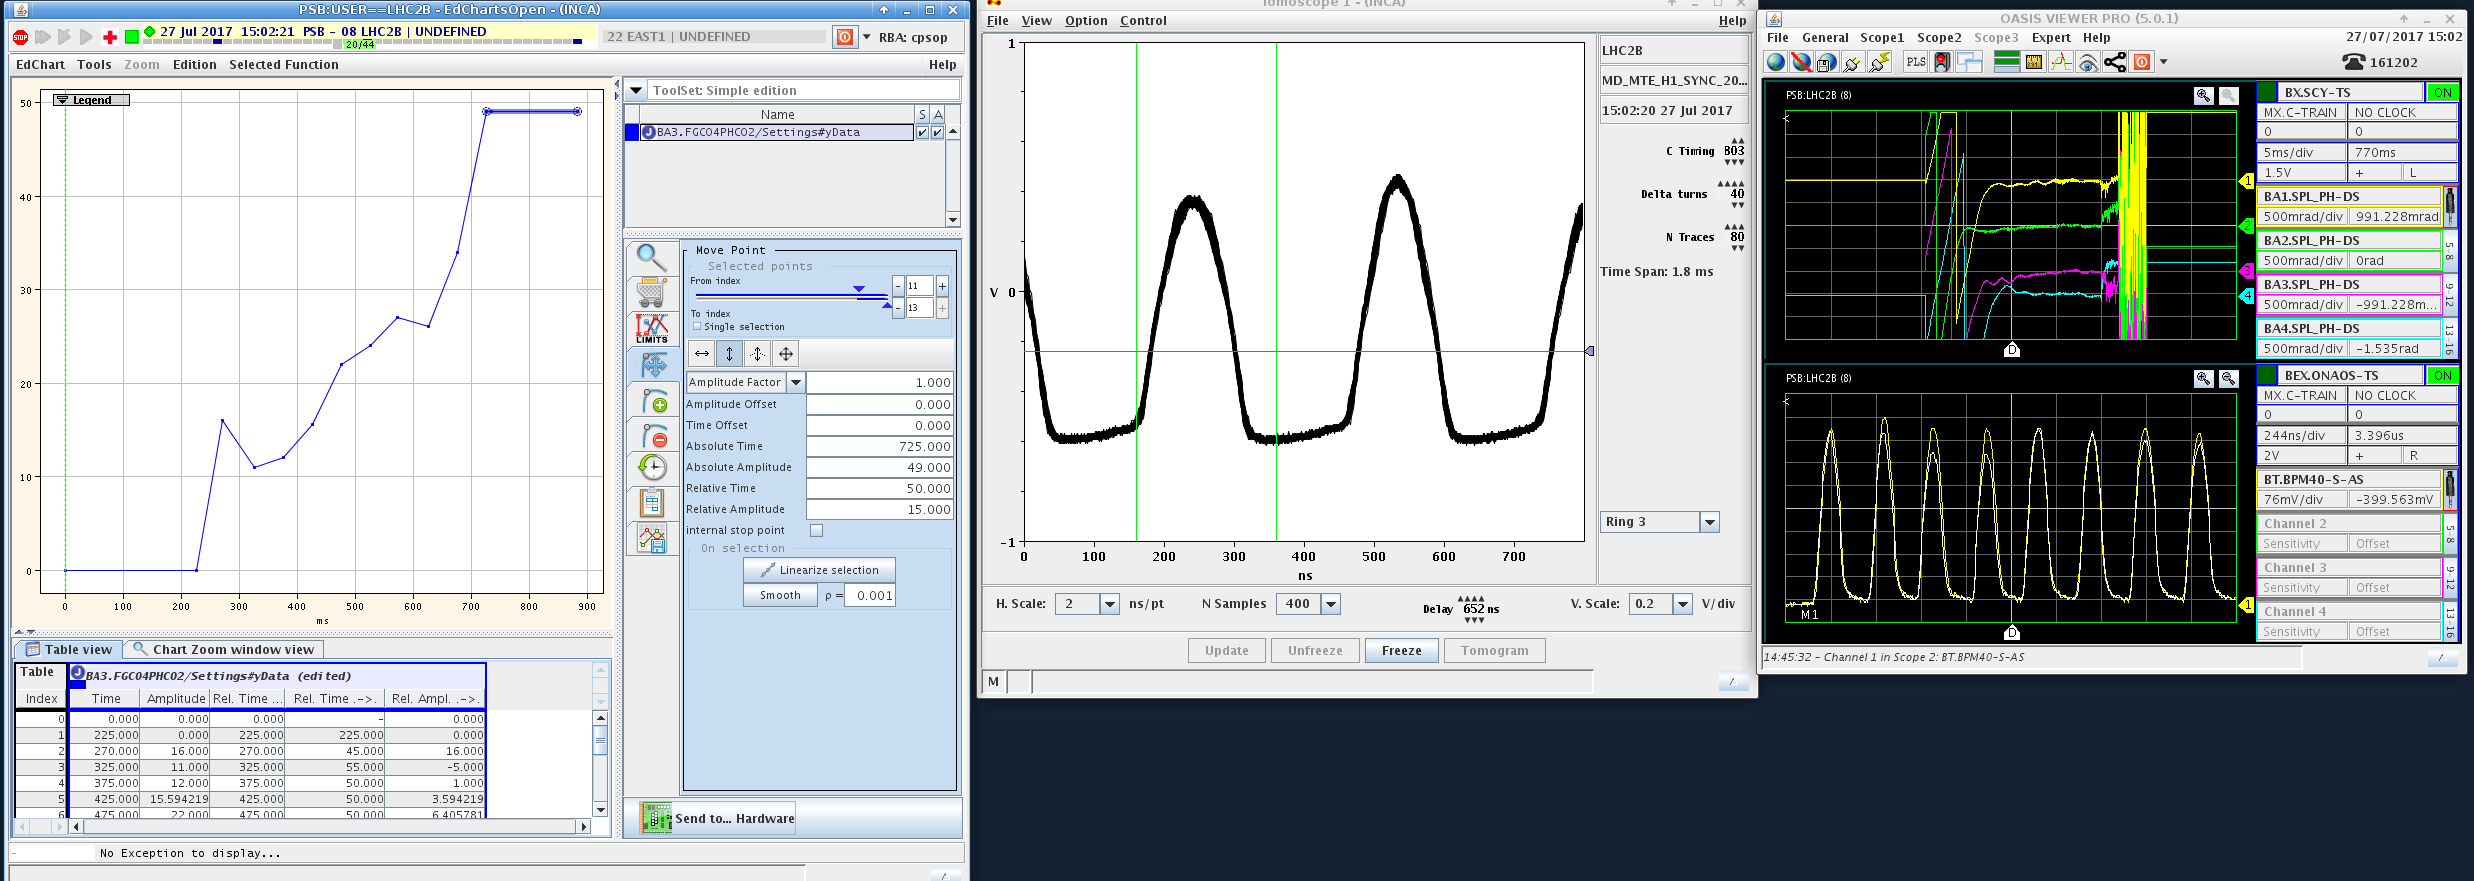 PSB:USER==LHC2B - EdChartsOpen - (INCA)
STOP
27 Jul 2017 15:02:21 PSB - 08 LHC2B | UNDEFINED
20/44
22 EAST1 | UNDEFINED
RBA: cpsop
EdChart Tools Zoom Edition Selected Function Help
Legend
50
40
30
20
10
0
0 100 200 300 400 500 600 700 800 900
ms
ToolSet: Simple edition
Name S A
BA3.FGC04PHC02/Settings#yData
LIMITS
Move Point
Selected points
From index
- 11 +
- 13 +
To index
Single selection
Amplitude Factor 1.000
Amplitude Offset 0.000
Time Offset 0.000
Absolute Time 725.000
Absolute Amplitude 49.000
Relative Time 50.000
Relative Amplitude 15.000
internal stop point
On selection
Linearize selection
Smooth ρ = 0.001
Send to... Hardware
Table view Chart Zoom window view
Table BA3.FGC04PHC02/Settings#yData (edited)
Index Time Amplitude Rel. Time ... Rel. Time .->. Rel. Ampl. .->.
0 0.000 0.000 0.000 - 0.000
1 225.000 0.000 225.000 225.000 0.000
2 270.000 16.000 270.000 45.000 16.000
3 325.000 11.000 325.000 55.000 -5.000
4 375.000 12.000 375.000 50.000 1.000
5 425.000 15.594219 425.000 50.000 3.594219
6 475.000 22.000 475.000 50.000 6.405781
- No Exception to display...
Tomoscope 1 - (INCA)
File View Option Control Help
1
V 0
-1
0 100 200 300 400 500 600 700
ns
LHC2B
MD_MTE_H1_SYNC_20...
15:02:20 27 Jul 2017
C Timing 803
Delta turns 40
N Traces 80
Time Span: 1.8 ms
Ring 3
H. Scale: 2 ns/pt N Samples 400 Delay 652 ns V. Scale: 0.2 V/div
Update Unfreeze Freeze Tomogram
M
OASIS VIEWER PRO (5.0.1)
File General Scope1 Scope2 Scope3 Expert Help 27/07/2017 15:02
PLS
161202
PSB:LHC2B (8)
1
2
3
4
D
BX.SCY-TS ON
MX.C-TRAIN NO CLOCK
0 0
5ms/div 770ms
1.5V + L
BA1.SPL_PH-DS
500mrad/div 991.228mrad
BA2.SPL_PH-DS
500mrad/div 0rad
5-8
BA3.SPL_PH-DS
500mrad/div -991.228m...
9-12
BA4.SPL_PH-DS
500mrad/div -1.535rad
13-16
PSB:LHC2B (8)
M1
1
D
BEX.ONAOS-TS ON
MX.C-TRAIN NO CLOCK
0 0
244ns/div 3.396us
2V + R
BT.BPM40-S-AS
76mV/div -399.563mV
Channel 2
Sensitivity Offset
5-8
Channel 3
Sensitivity Offset
9-12
Channel 4
Sensitivity Offset
13-16
14:45:32 - Channel 1 in Scope 2: BT.BPM40-S-AS